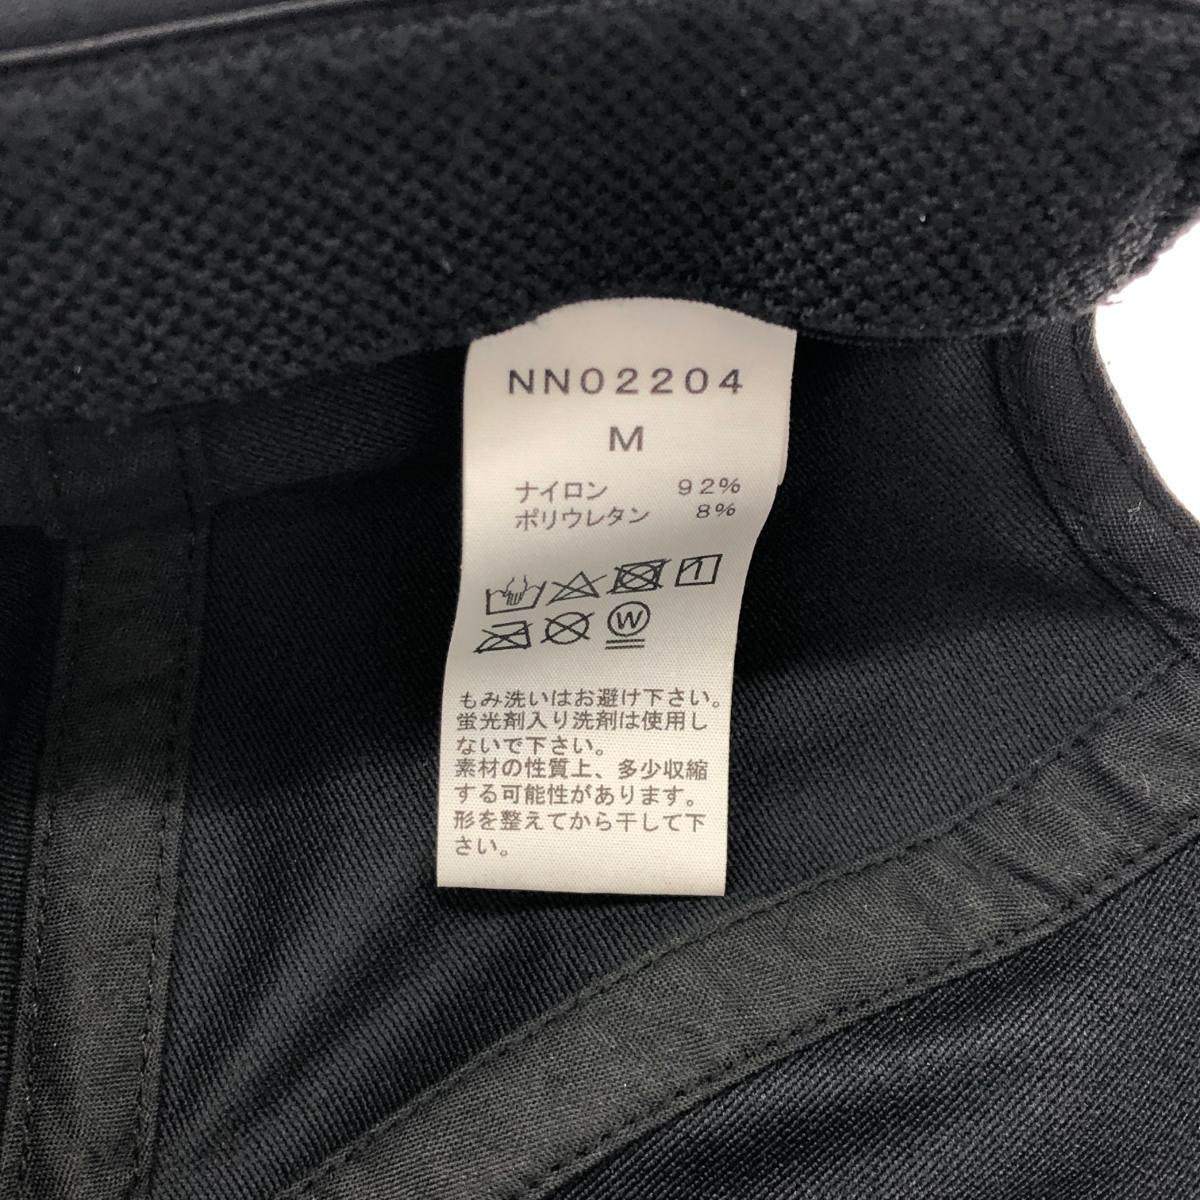 NN02204
M
ナイロン 92%
ポリウレタン 8%
1
W
もみ洗いはお避け下さい。
蛍光剤入り洗剤は使用し
ないで下さい。
素材の性質上、多少収縮
する可能性があります。
形を整えてから干して下
さい。